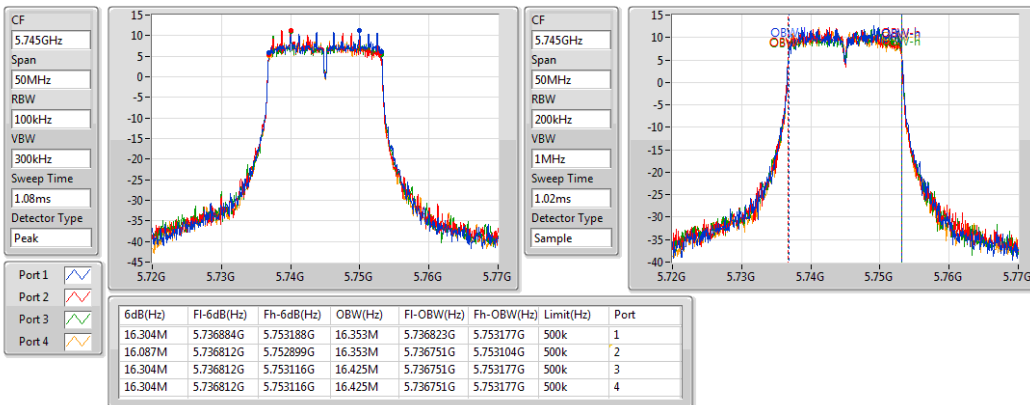 CF
5.745GHz
Span
50MHz
RBW
100kHz
VBW
300kHz
Sweep Time
1.08ms
Detector Type
Peak
15
10
5
0
-5
-10
-15
-20
-25
-30
-35
-40
-45
5.72G 5.73G 5.74G 5.75G 5.76G 5.77G
CF
5.745GHz
Span
50MHz
RBW
200kHz
VBW
1MHz
Sweep Time
1.02ms
Detector Type
Sample
15
10
5
0
-5
-10
-15
-20
-25
-30
-35
-40
5.72G 5.73G 5.74G 5.75G 5.76G 5.77G
OBW OBW-h
Port 1
Port 2
Port 3
Port 4
6dB(Hz) Fl-6dB(Hz) Fh-6dB(Hz) OBW(Hz) Fl-OBW(Hz) Fh-OBW(Hz) Limit(Hz) Port
16.304M 5.736884G 5.753188G 16.353M 5.736823G 5.753177G 500k 1
16.087M 5.736812G 5.752899G 16.353M 5.736751G 5.753104G 500k 2
16.304M 5.736812G 5.753116G 16.425M 5.736751G 5.753177G 500k 3
16.304M 5.736812G 5.753116G 16.425M 5.736751G 5.753177G 500k 4